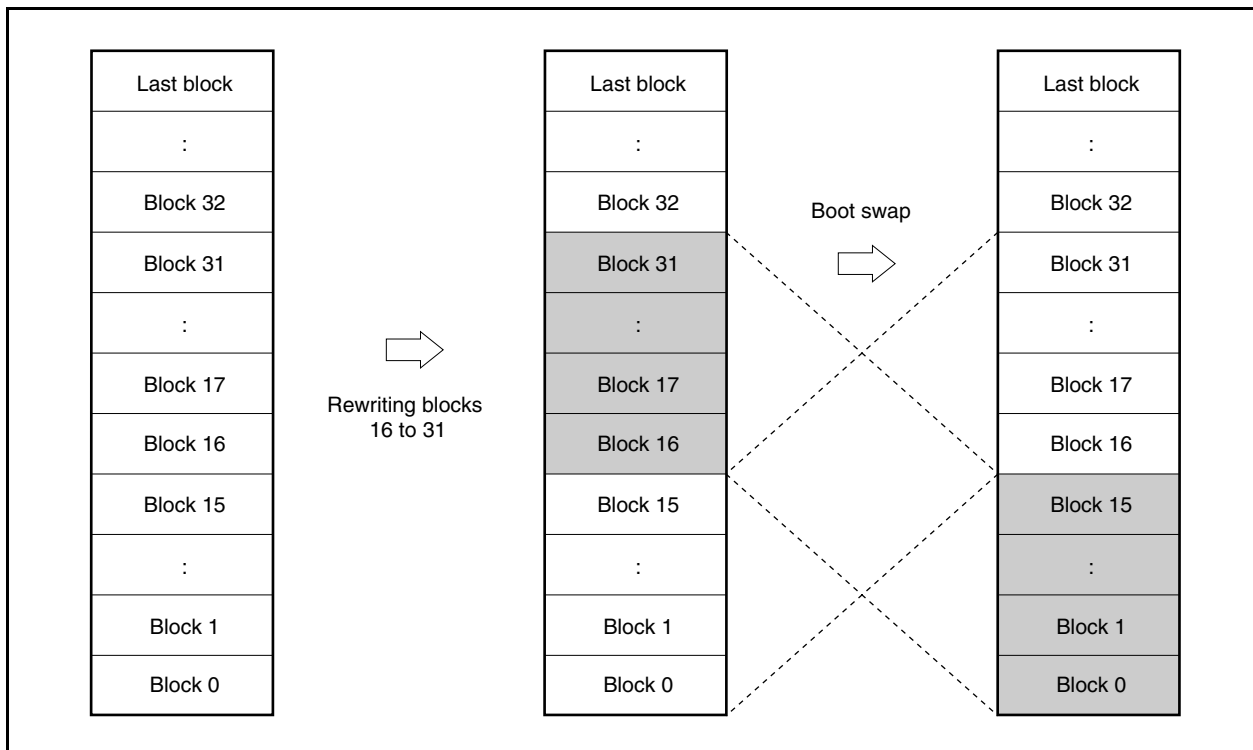 Last block
:
Block 32
Block 31
:
Block 17
Block 16
Block 15
:
Block 1
Block 0
Rewriting blocks
16 to 31
Last block
:
Block 32
Block 31
:
Block 17
Block 16
Block 15
:
Block 1
Block 0
Boot swap
Last block
:
Block 32
Block 31
:
Block 17
Block 16
Block 15
:
Block 1
Block 0